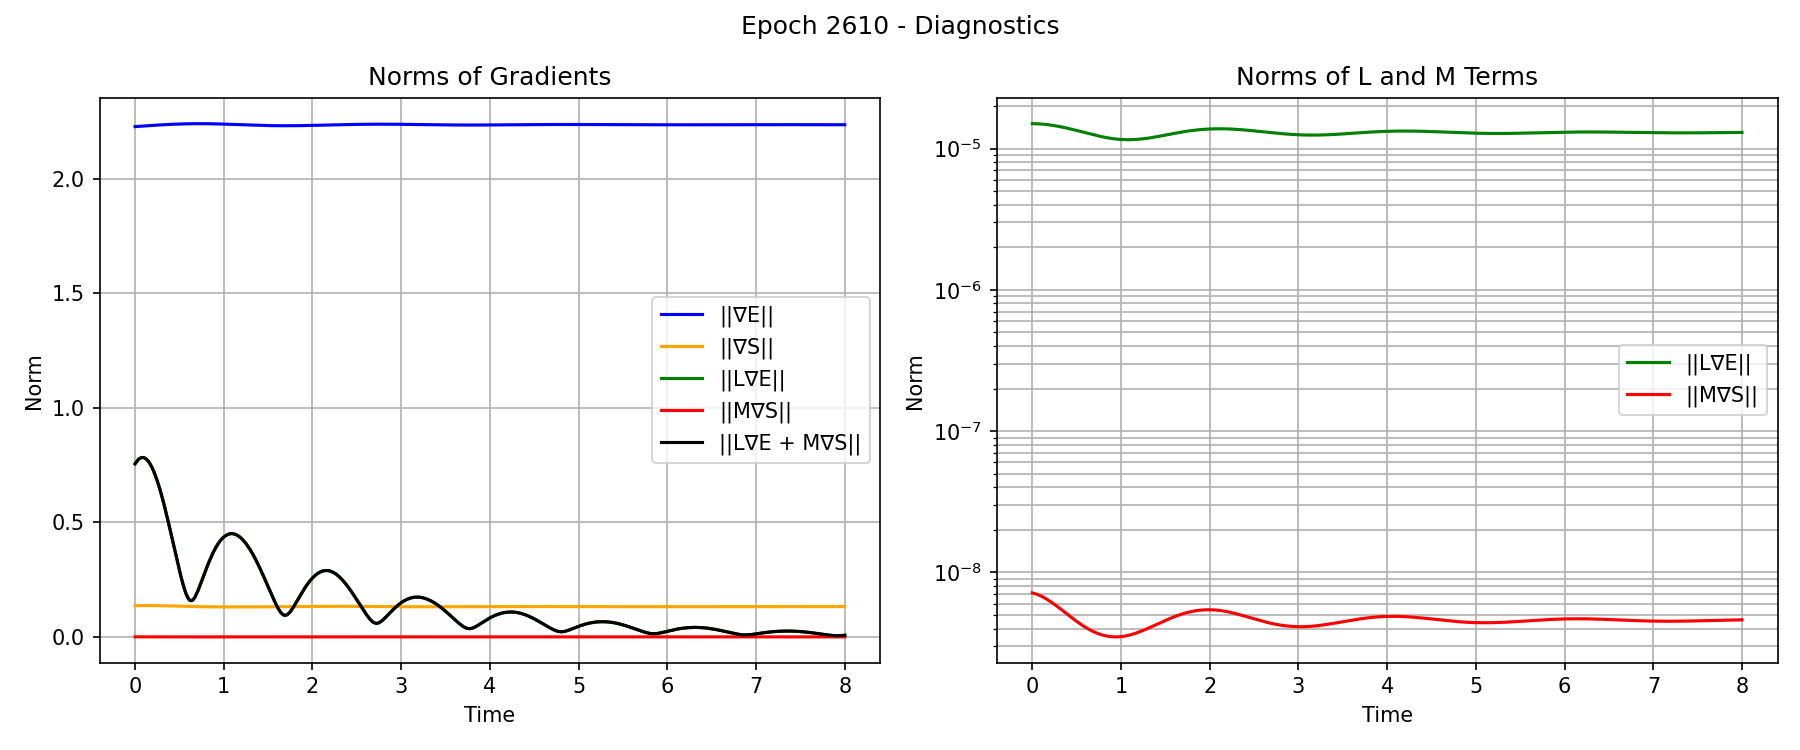 Epoch 2610 - Diagnostics
Norms of Gradients
Norm
2.0
1.5
1.0
0.5
0.0
||∇E||
||∇S||
||L∇E||
||M∇S||
||L∇E + M∇S||
0 1 2 3 4 5 6 7 8
Time
Norms of L and M Terms
Norm
10⁻⁵
10⁻⁶
10⁻⁷
10⁻⁸
||L∇E||
||M∇S||
0 1 2 3 4 5 6 7 8
Time